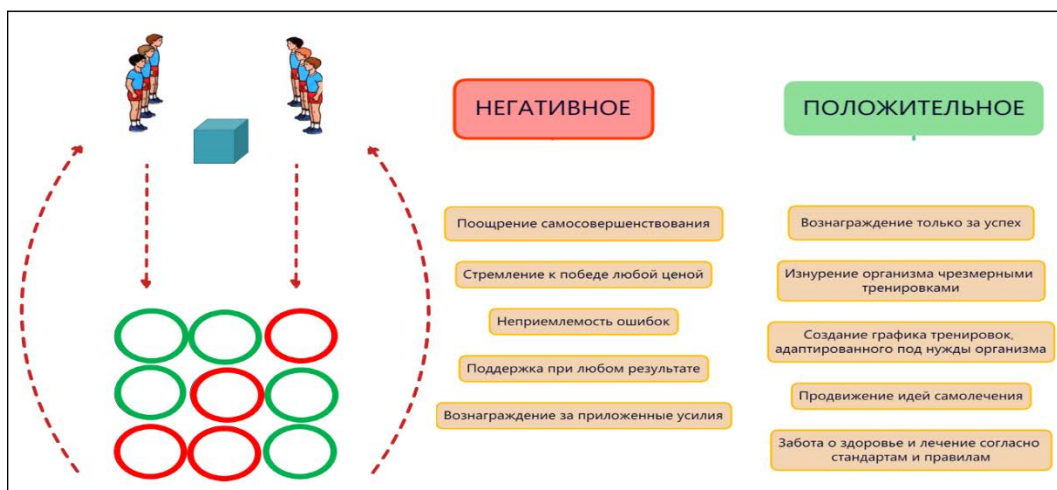 НЕГАТИВНОЕ
Поощрение самосовершенствования
Стремление к победе любой ценой
Неприемлемость ошибок
Поддержка при любом результате
Вознаграждение за приложенные усилия
ПОЛОЖИТЕЛЬНОЕ
Вознаграждение только за успех
Изнурение организма чрезмерными
тренировками
Создание графика тренировок,
адаптированного под нужды организма
Продвижение идей самолечения
Забота о здоровье и лечение согласно
стандартам и правилам